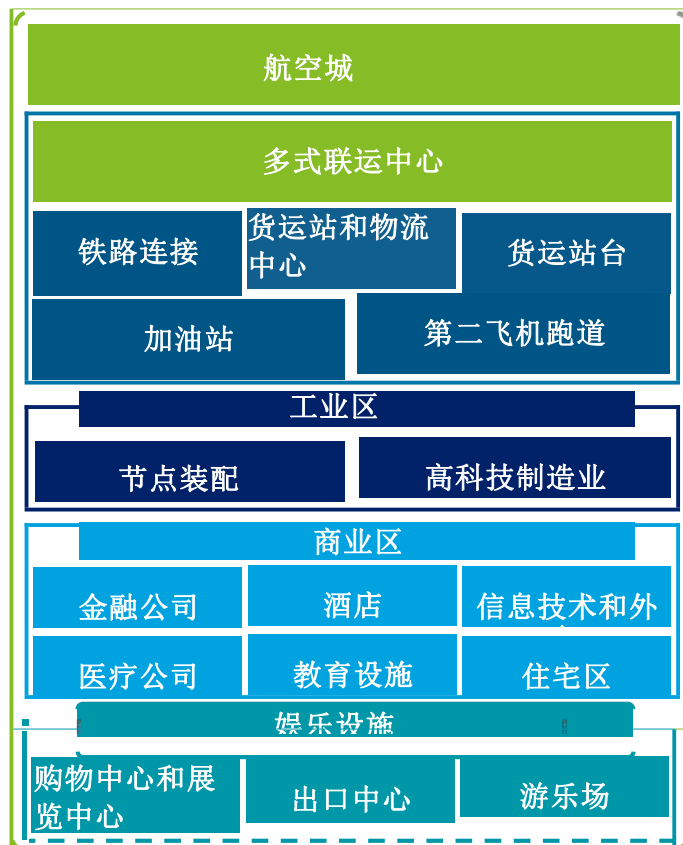 航空城
多式联运中心
铁路连接
货运站和物流
中心
货运站台
加油站
第二飞机跑道
工业区
节点装配
高科技制造业
商业区
金融公司
酒店
信息技术和外
医疗公司
教育设施
住宅区
娱乐设施
购物中心和展
览中心
出口中心
游乐场